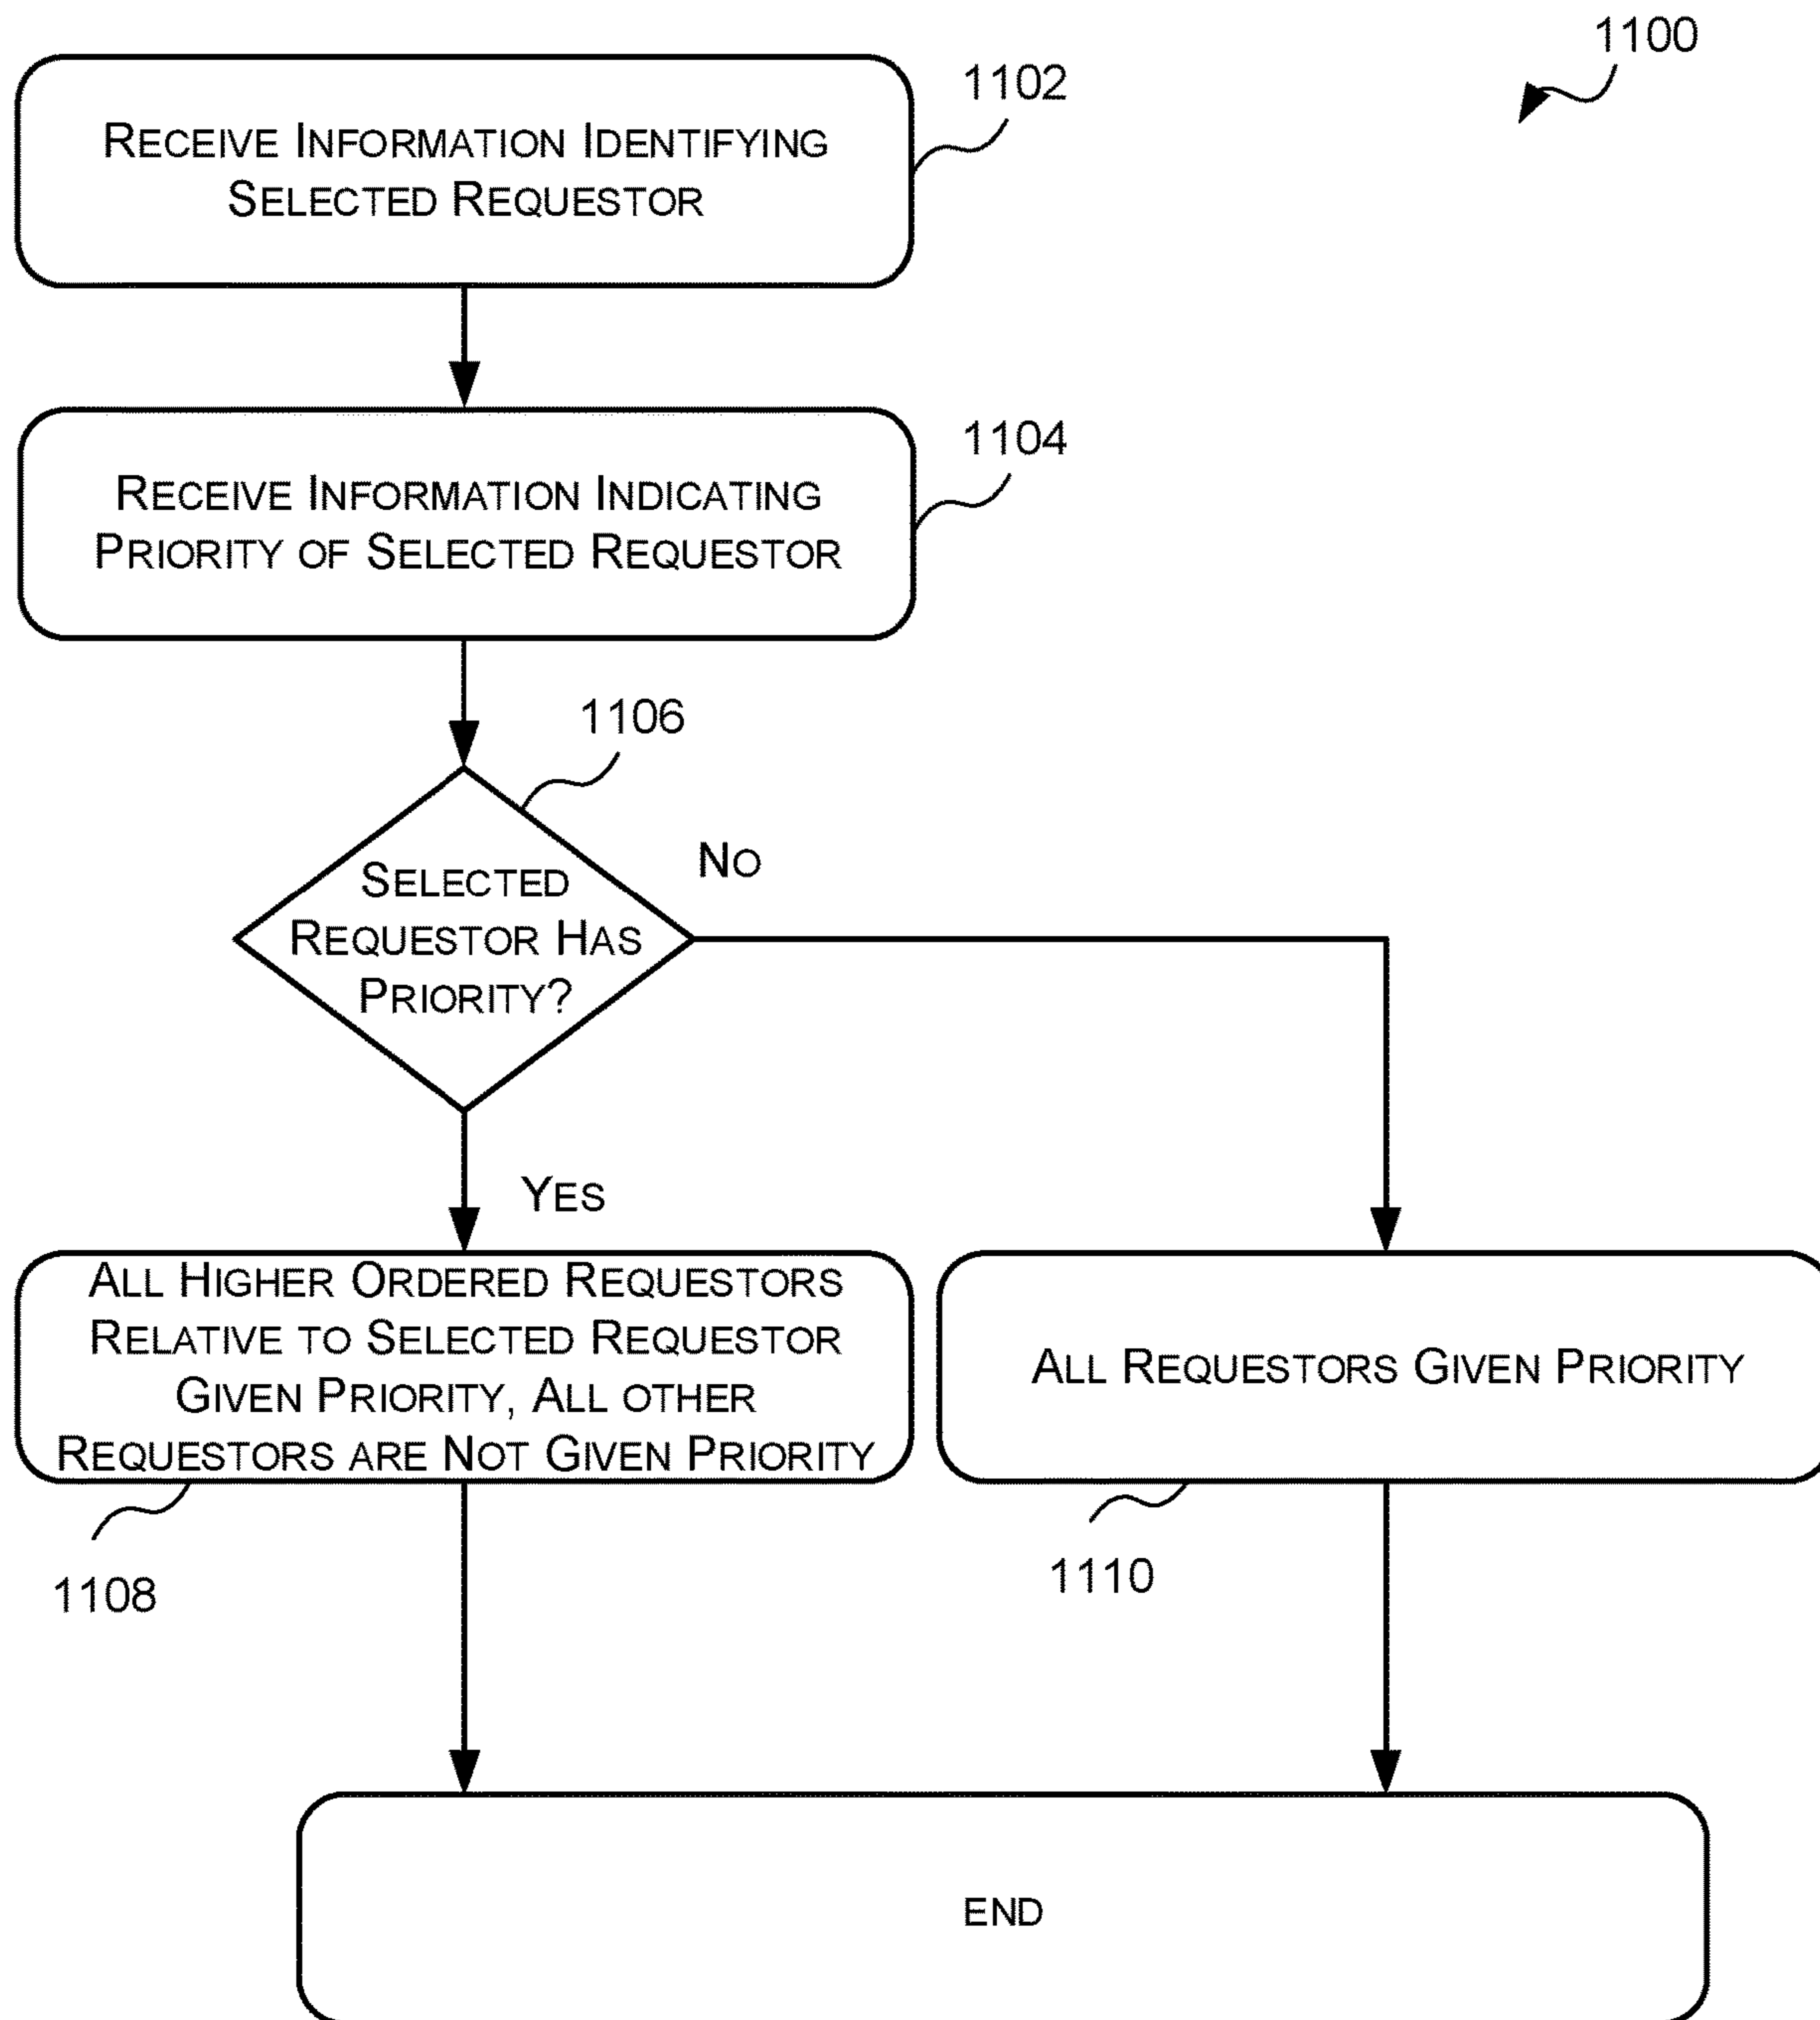 1100
1102
RECEIVE INFORMATION IDENTIFYING
SELECTED REQUESTOR
1104
RECEIVE INFORMATION INDICATING
PRIORITY OF SELECTED REQUESTOR
1106
NO
SELECTED
REQUESTOR HAS
PRIORITY?
YES
ALL HIGHER ORDERED REQUESTORS
RELATIVE TO SELECTED REQUESTOR
GIVEN PRIORITY, ALL OTHER
REQUESTORS ARE NOT GIVEN PRIORITY
ALL REQUESTORS GIVEN PRIORITY
1108
1110
END